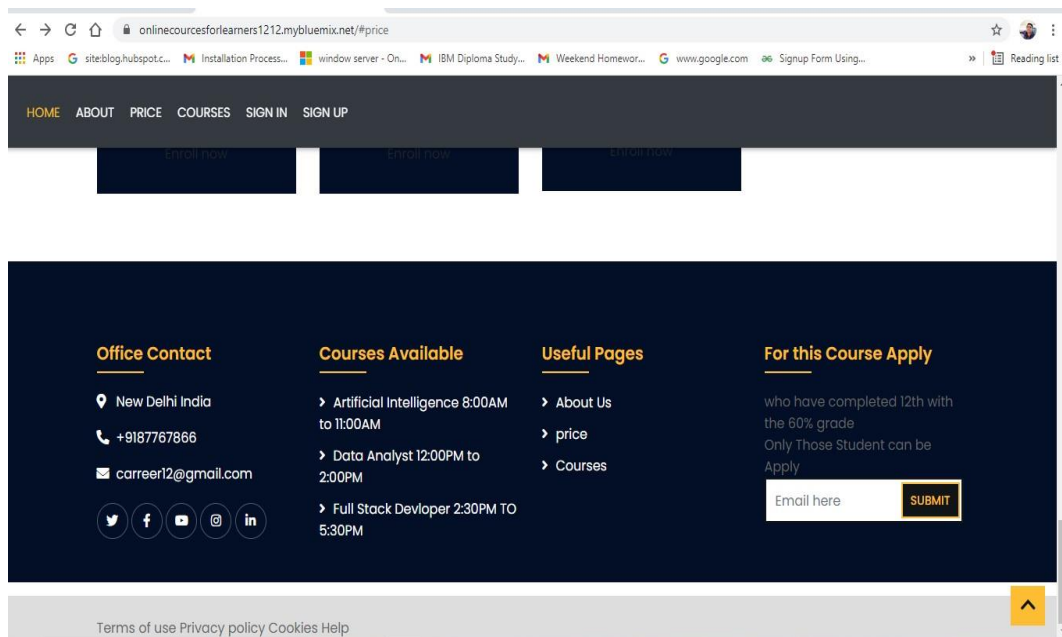 onlinecourcesforlearners1212.mybluemix.net/#price
Apps
site:blog.hubspot.c...
Installation Process...
window server - On...
IBM Diploma Study...
Weekend Homewor...
www.google.com
Signup Form Using...
»
Reading list
HOME ABOUT PRICE COURSES SIGN IN SIGN UP
Enroll now
Enroll now
Enroll now
Office Contact
New Delhi India
+9187767866
carreer12@gmail.com
Courses Available
Artificial Intelligence 8:00AM
to 11:00AM
Data Analyst 12:00PM to
2:00PM
Full Stack Devloper 2:30PM TO
5:30PM
Useful Pages
About Us
price
Courses
For this Course Apply
who have completed 12th with
the 60% grade
Only Those Student can be
Apply
Email here
SUBMIT
Terms of use Privacy policy Cookies Help